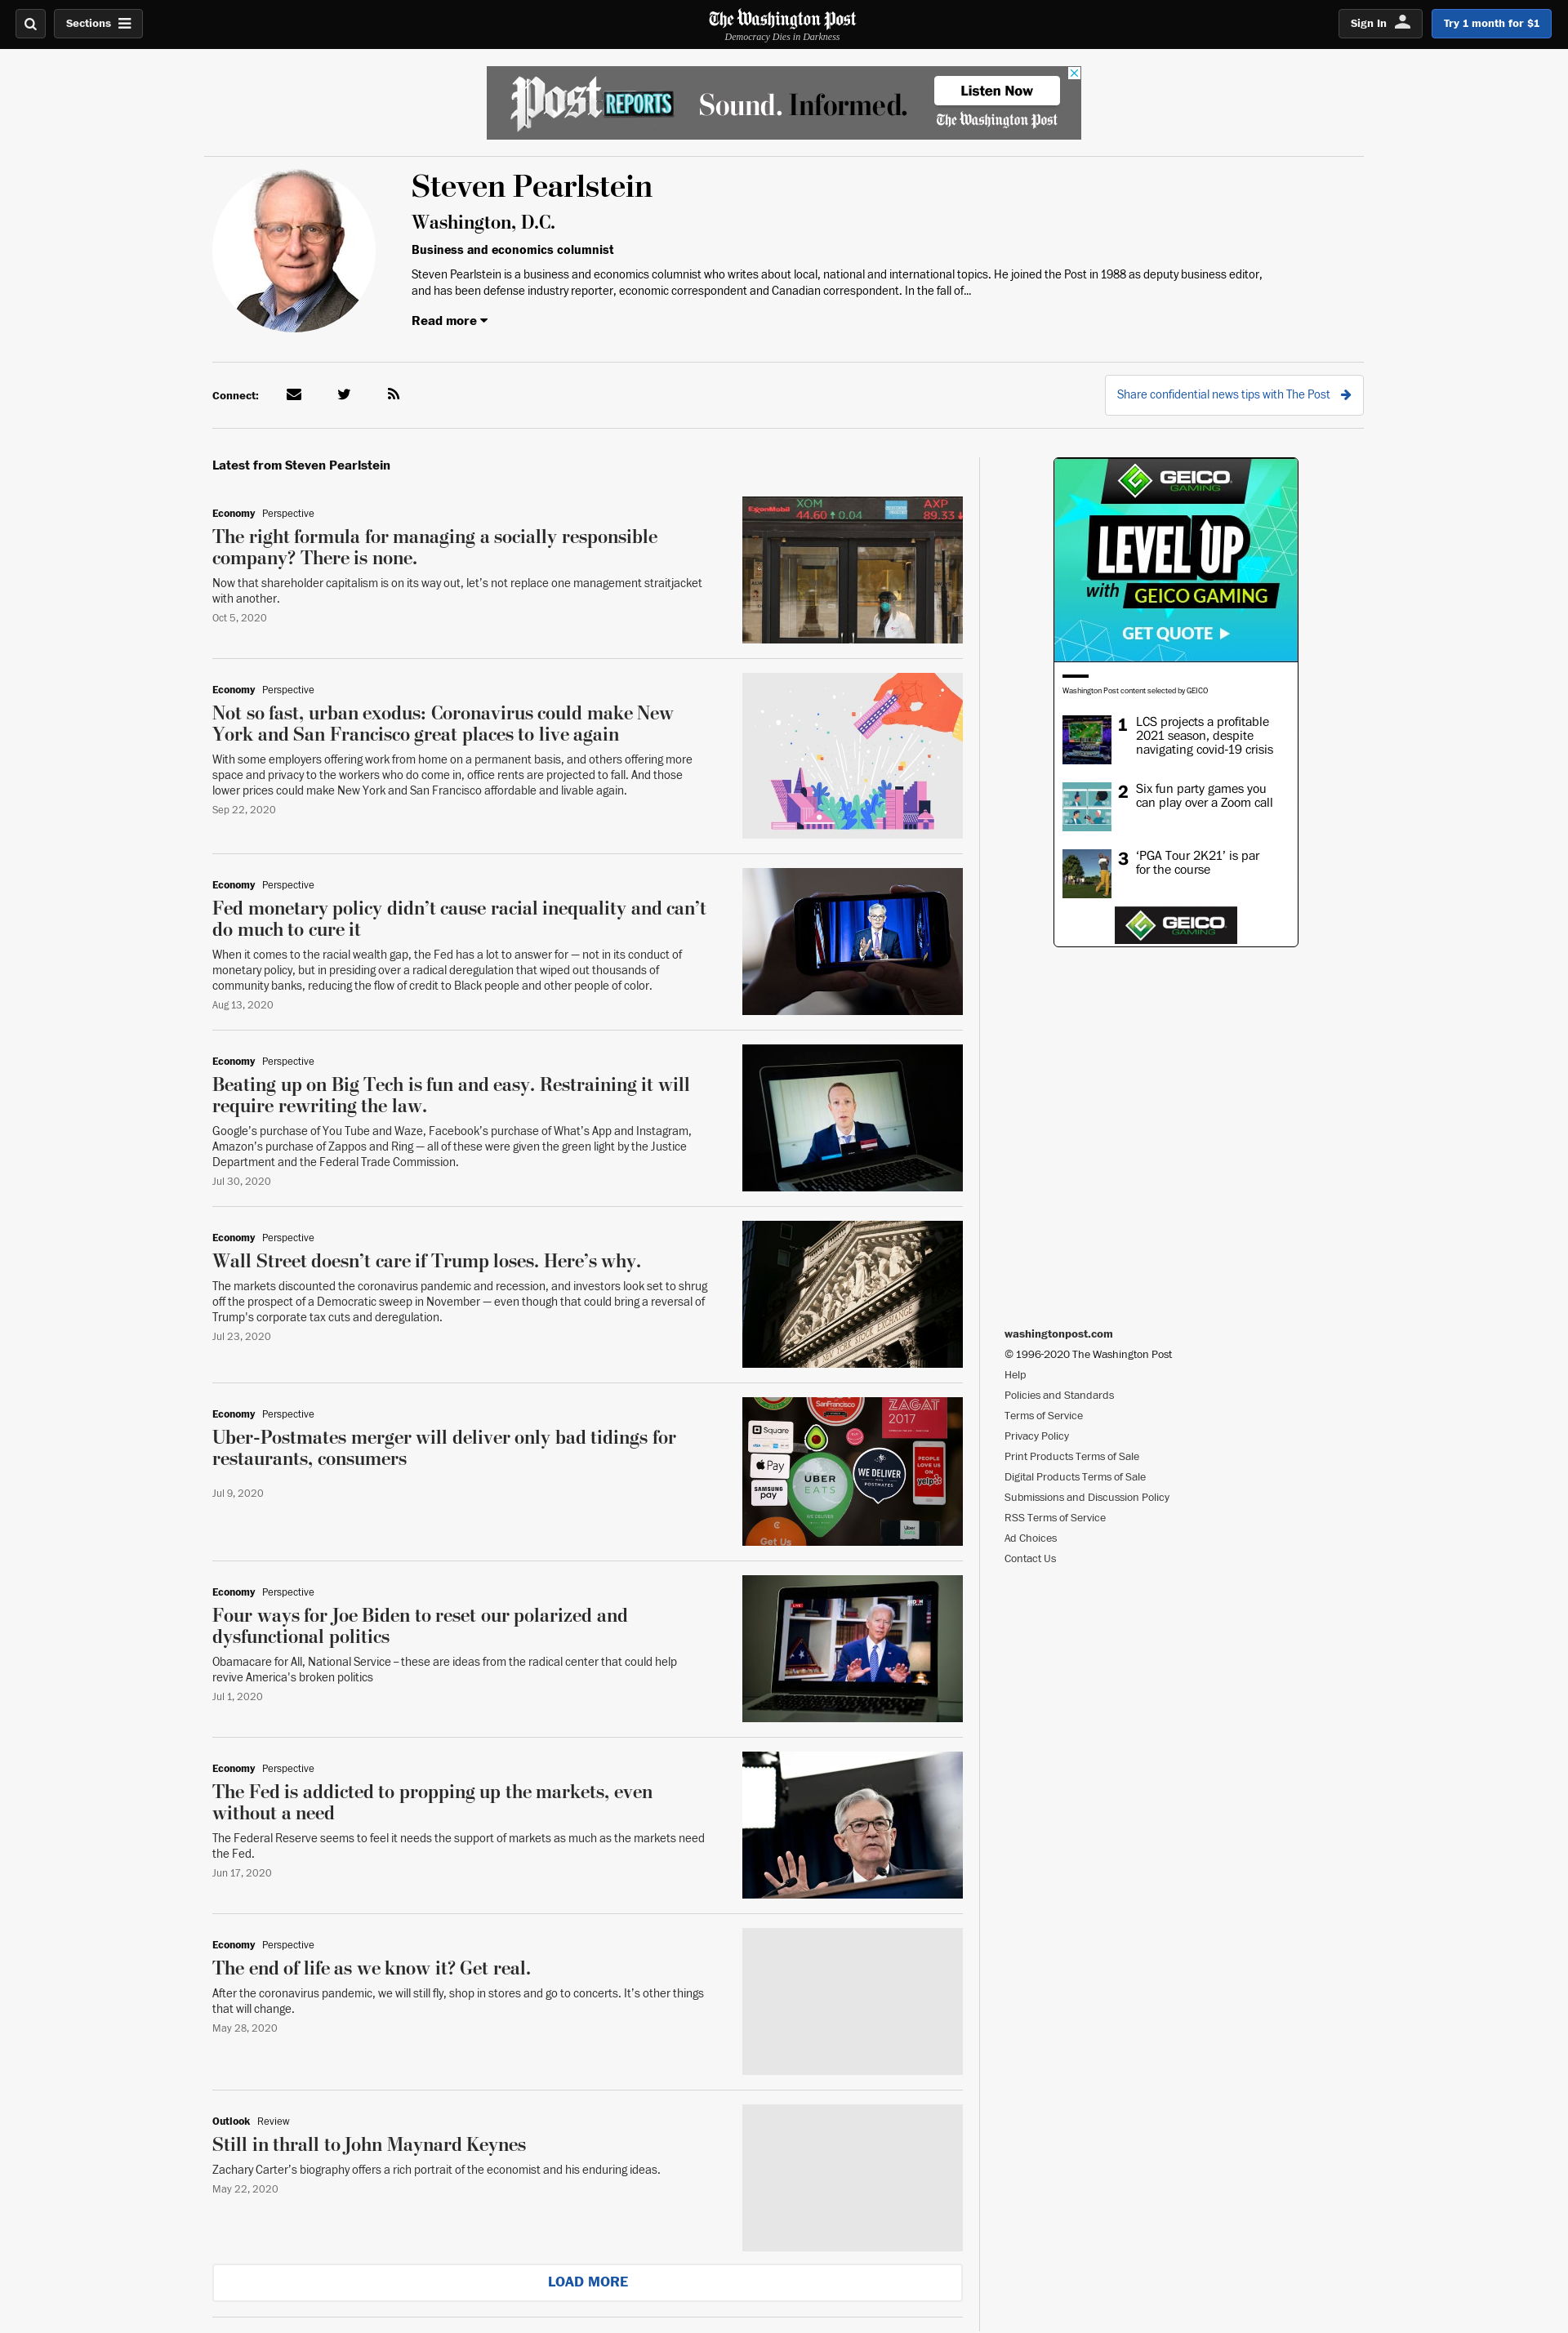 Sections
The Washington Post
Democracy Dies in Darkness
Sign In
Try 1 month for $1
Post REPORTS
Sound. Informed.
Listen Now
The Washington Post
Steven Pearlstein
Washington, D.C.
Business and economics columnist
Steven Pearlstein is a business and economics columnist who writes about local, national and international topics. He joined the Post in 1988 as deputy business editor,
and has been defense industry reporter, economic correspondent and Canadian correspondent. In the fall of...
Read more
Connect:
Share confidential news tips with The Post
Latest from Steven Pearlstein
Economy Perspective
The right formula for managing a socially responsible
company? There is none.
Now that shareholder capitalism is on its way out, let's not replace one management straitjacket
with another.
Oct 5, 2020
ExxonMobil
XOM
44.60 0.04
AXP
89.33
Economy Perspective
Not so fast, urban exodus: Coronavirus could make New
York and San Francisco great places to live again
With some employers offering work from home on a permanent basis, and others offering more
space and privacy to the workers who do come in, office rents are projected to fall. And those
lower prices could make New York and San Francisco affordable and livable again.
Sep 22, 2020
Economy Perspective
Fed monetary policy didn’t cause racial inequality and can’t
do much to cure it
When it comes to the racial wealth gap, the Fed has a lot to answer for — not in its conduct of
monetary policy, but in presiding over a radical deregulation that wiped out thousands of
community banks, reducing the flow of credit to Black people and other people of color.
Aug 13, 2020
Economy Perspective
Beating up on Big Tech is fun and easy. Restraining it will
require rewriting the law.
Google’s purchase of You Tube and Waze, Facebook’s purchase of What’s App and Instagram,
Amazon’s purchase of Zappos and Ring — all of these were given the green light by the Justice
Department and the Federal Trade Commission.
Jul 30, 2020
Economy Perspective
Wall Street doesn’t care if Trump loses. Here’s why.
The markets discounted the coronavirus pandemic and recession, and investors look set to shrug
off the prospect of a Democratic sweep in November — even though that could bring a reversal of
Trump's corporate tax cuts and deregulation.
Jul 23, 2020
NEW YORK STOCK EXCHANGE
Economy Perspective
Uber-Postmates merger will deliver only bad tidings for
restaurants, consumers
Jul 9, 2020
SanFrancisco
ZAGAT
2017
Square
Pay
SAMSUNG
pay
UBER
EATS
WE DELIVER
POSTMATES
PEOPLE
LOVE US
ON
yelp
Get Us
Economy Perspective
Four ways for Joe Biden to reset our polarized and
dysfunctional politics
Obamacare for All, National Service – these are ideas from the radical center that could help
revive America's broken politics
Jul 1, 2020
LIVE
Economy Perspective
The Fed is addicted to propping up the markets, even
without a need
The Federal Reserve seems to feel it needs the support of markets as much as the markets need
the Fed.
Jun 17, 2020
Economy Perspective
The end of life as we know it? Get real.
After the coronavirus pandemic, we will still fly, shop in stores and go to concerts. It’s other things
that will change.
May 28, 2020
Outlook Review
Still in thrall to John Maynard Keynes
Zachary Carter’s biography offers a rich portrait of the economist and his enduring ideas.
May 22, 2020
LOAD MORE
GEICO
GAMING
LEVEL UP
with GEICO GAMING
GET QUOTE
Washington Post content selected by GEICO
1 LCS projects a profitable
2021 season, despite
navigating covid-19 crisis
2 Six fun party games you
can play over a Zoom call
3 ‘PGA Tour 2K21’ is par
for the course
GEICO
GAMING
washingtonpost.com
© 1996-2020 The Washington Post
Help
Policies and Standards
Terms of Service
Privacy Policy
Print Products Terms of Sale
Digital Products Terms of Sale
Submissions and Discussion Policy
RSS Terms of Service
Ad Choices
Contact Us